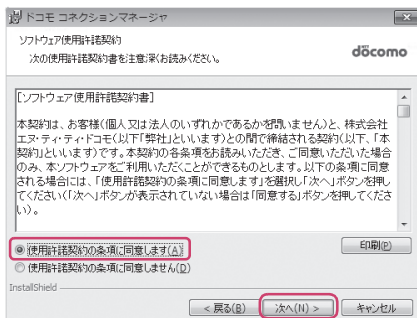 ドコモ コネクションマネージャ
ソフトウェア使用許諾契約
次の使用許諾契約書を注意深くお読みください。
döcomo
[ソフトウェア使用許諾契約書]
本契約は、お客様(個人又は法人のいずれかであるかを問いません)と、株式会社
エヌ・ティ・ティ・ドコモ(以下「弊社」といいます)との間で締結される契約(以下、「本
契約」といいます)です。本契約の各条項をお読みいただき、ご同意いただいた場合
のみ、本ソフトウェアをご利用いただくことができるものとします。以下の条項に同意
される場合には、「使用許諾契約の条項に同意します」を選択し「次へ」ボタンを押し
てください(「次へ」ボタンが表示されていない場合は「同意する」ボタンを押してくださ
い)。
使用許諾契約の条項に同意します(A)
印刷(P)
使用許諾契約の条項に同意しません(D)
InstallShield
< 戻る(B)
次へ(N) >
キャンセル